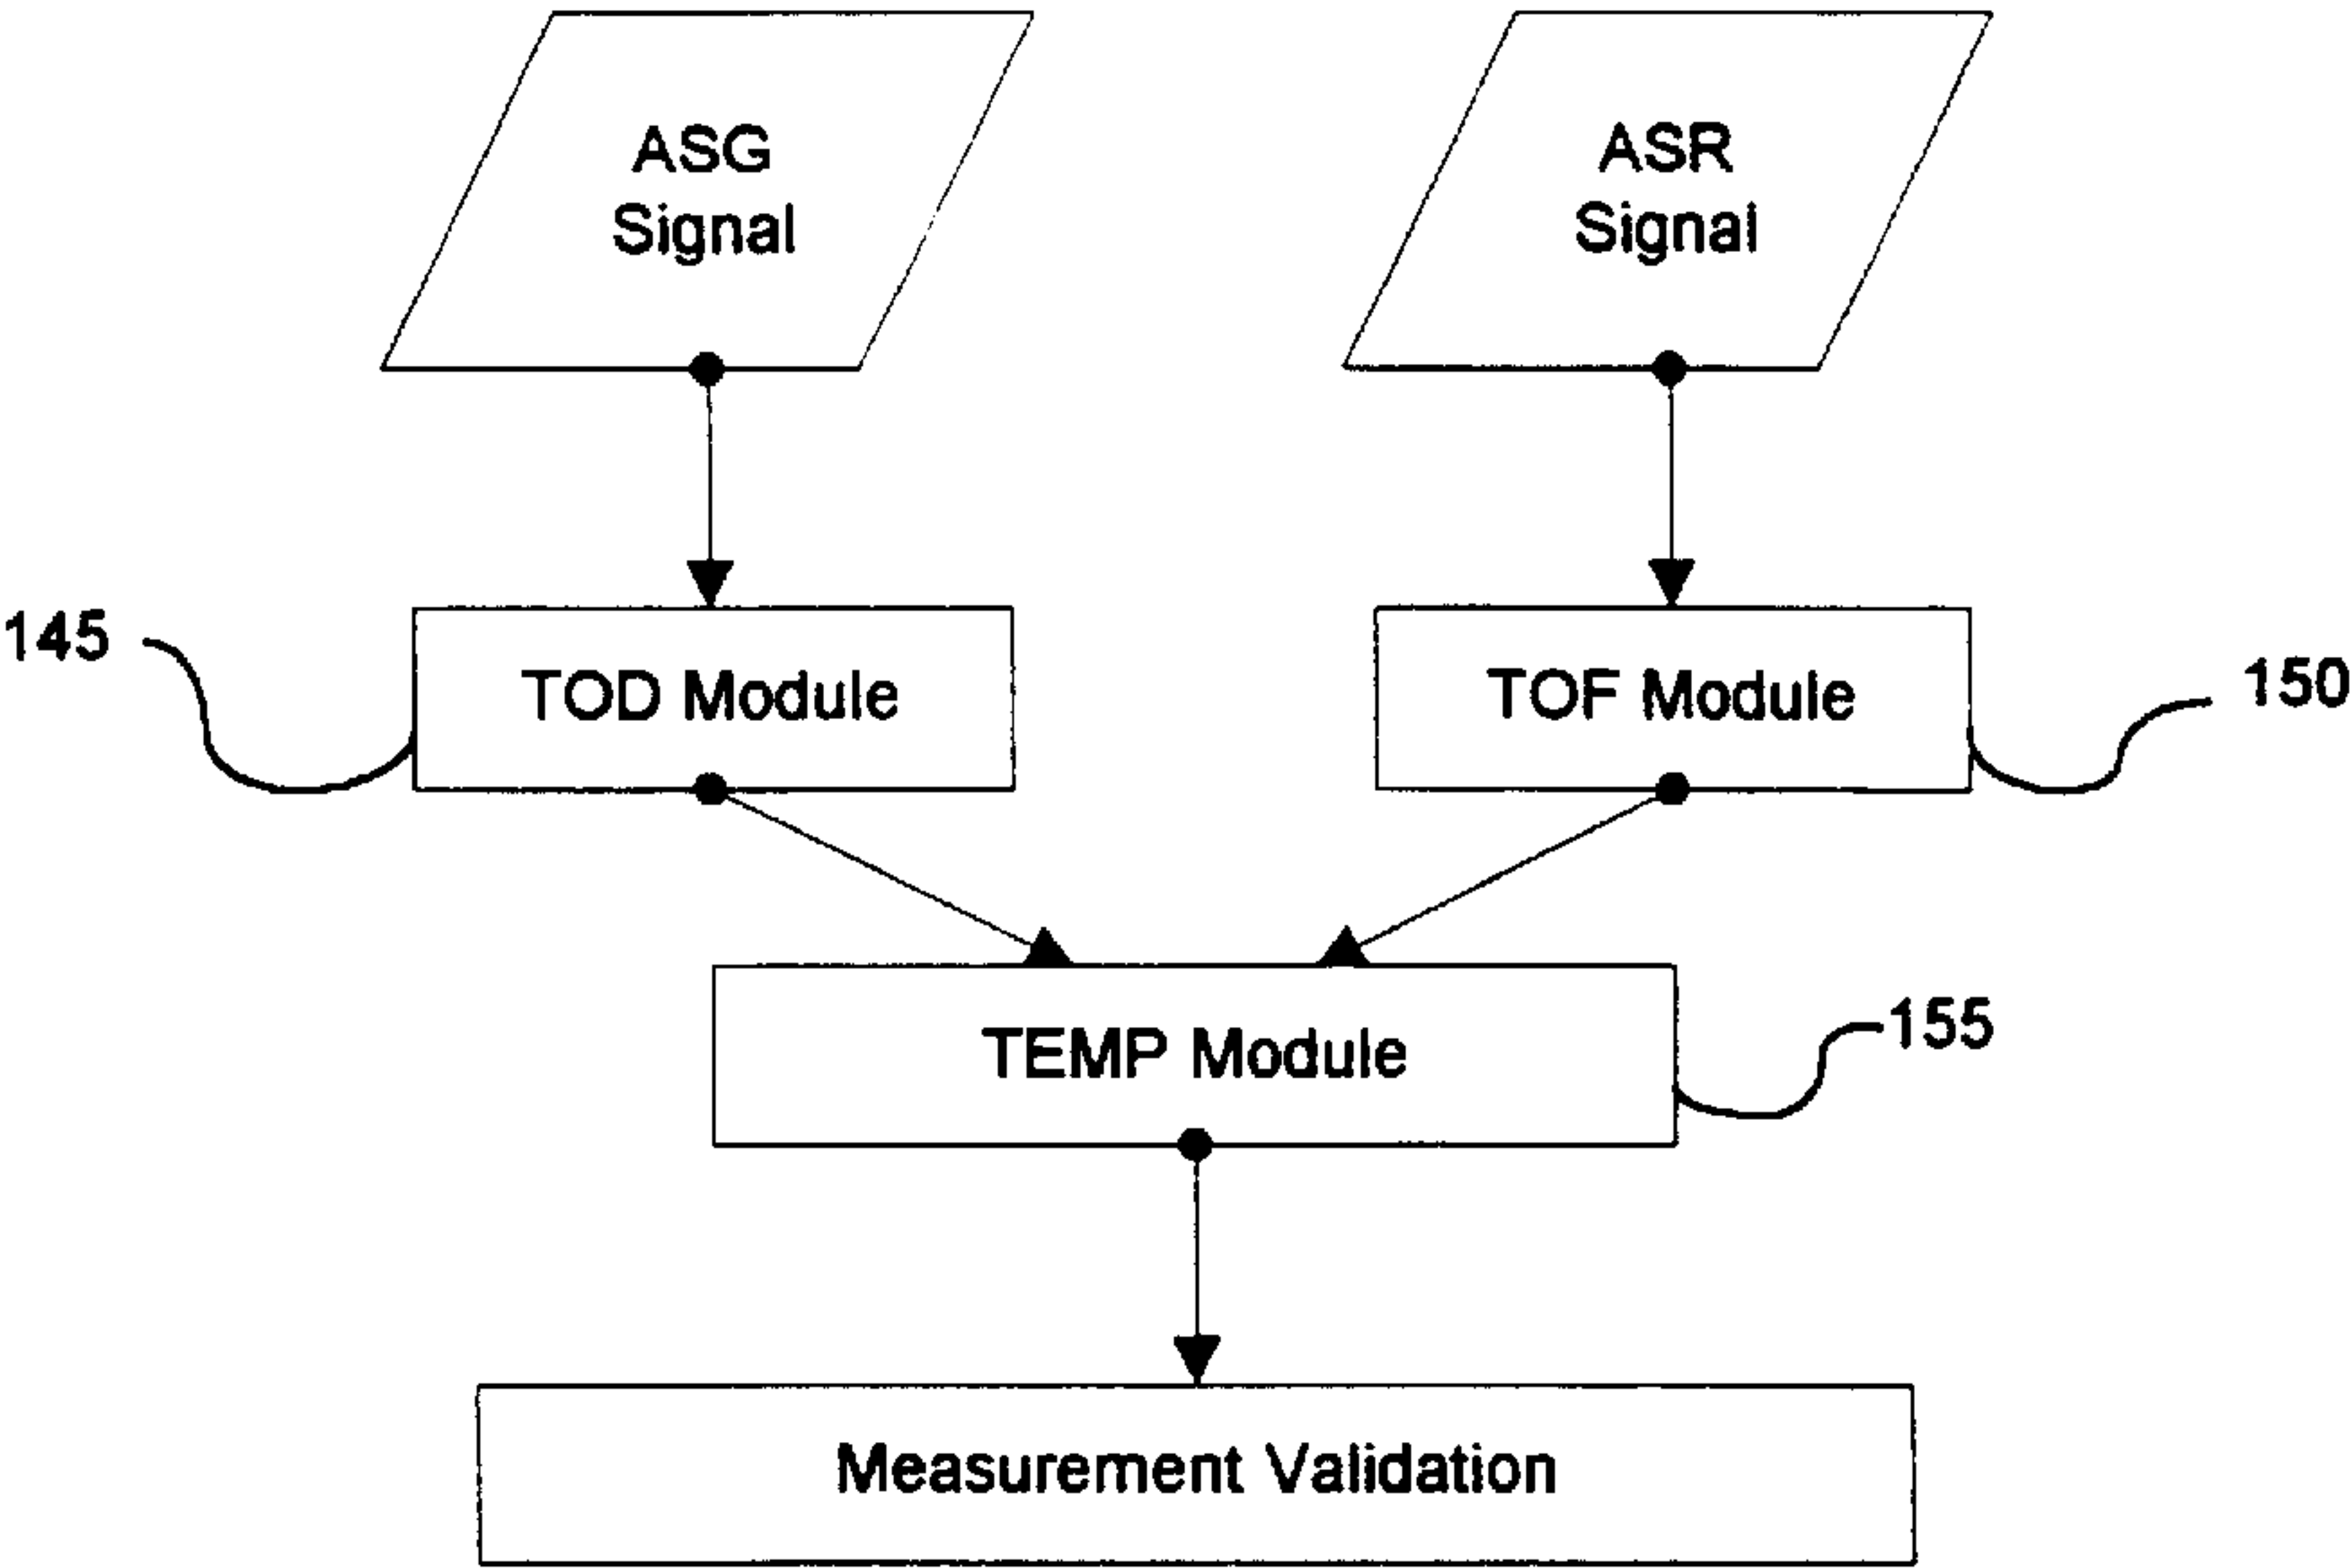 ASG
Signal
ASR
Signal
145
TOD Module
TOF Module
150
TEMP Module
155
Measurement Validation